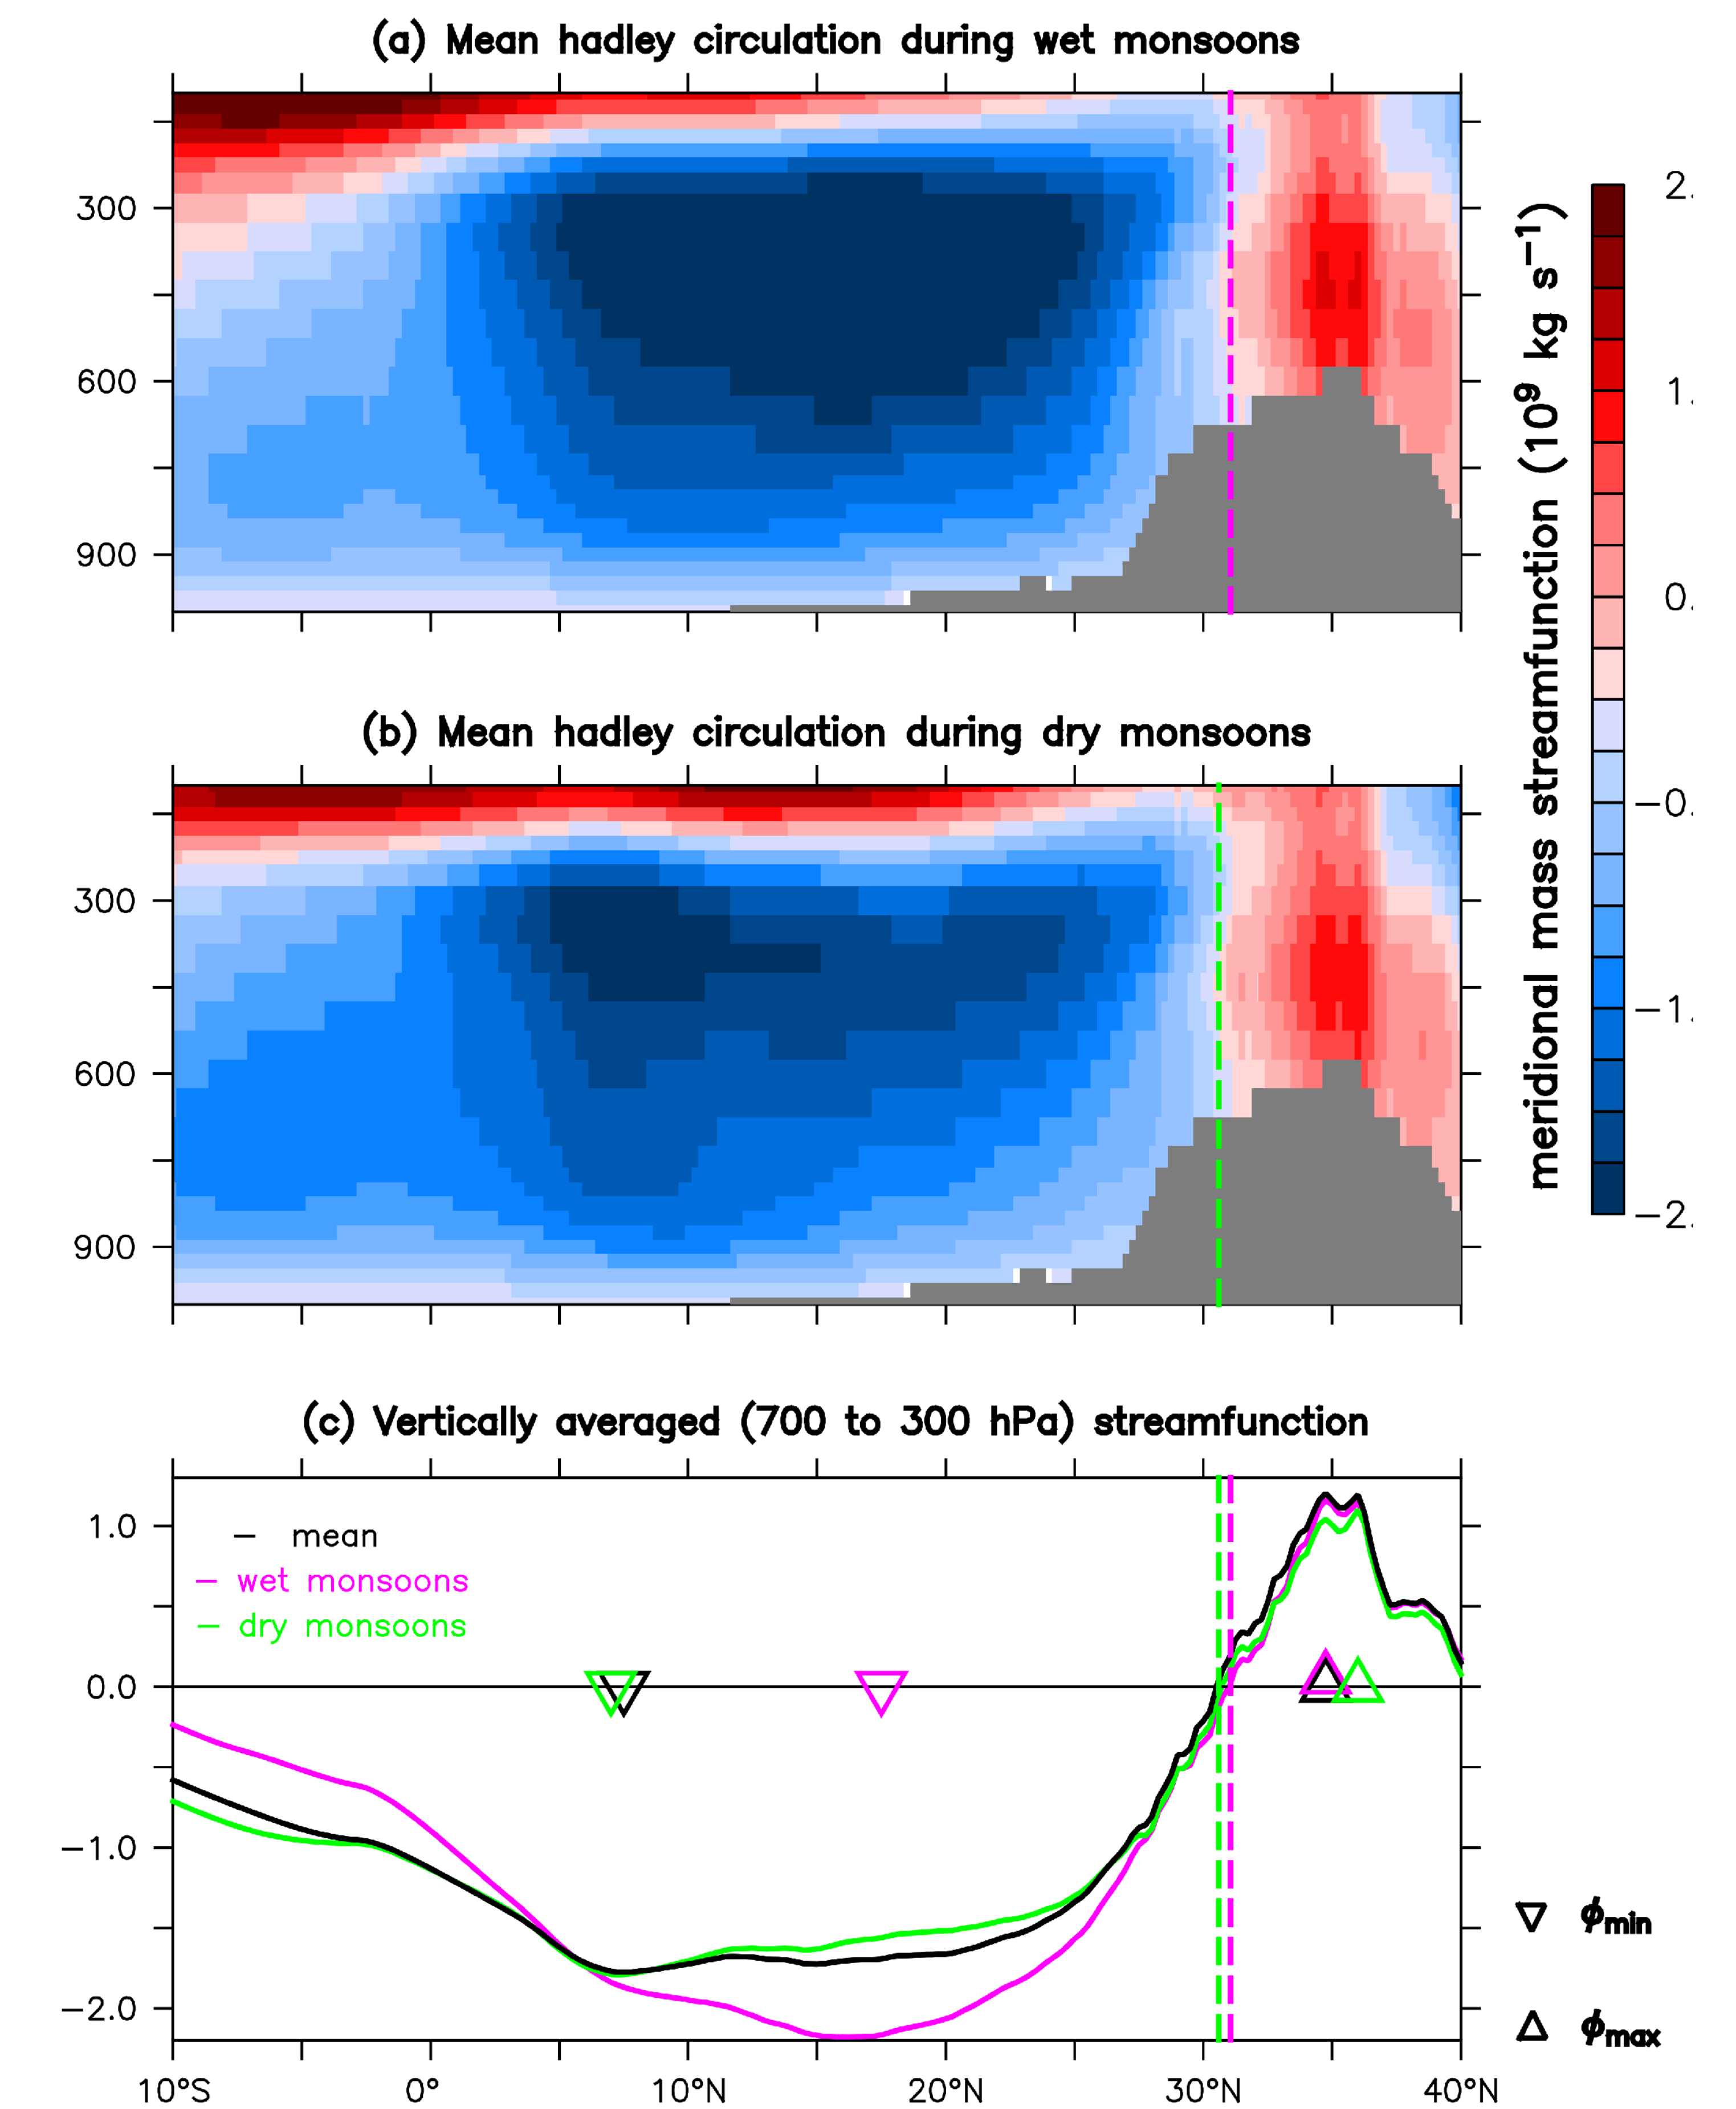 (a) Mean hadley circulation during wet monsoons
300
600
900
(b) Mean hadley circulation during dry monsoons
300
600
900
meridional mass streamfunction (10⁹ kg s⁻¹)
2.
1.
0.
−0.
−1.
−2.
(c) Vertically averaged (700 to 300 hPa) streamfunction
1.0
0.0
−1.0
−2.0
mean
wet monsoons
dry monsoons
ϕmin
ϕmax
10°S 0° 10°N 20°N 30°N 40°N